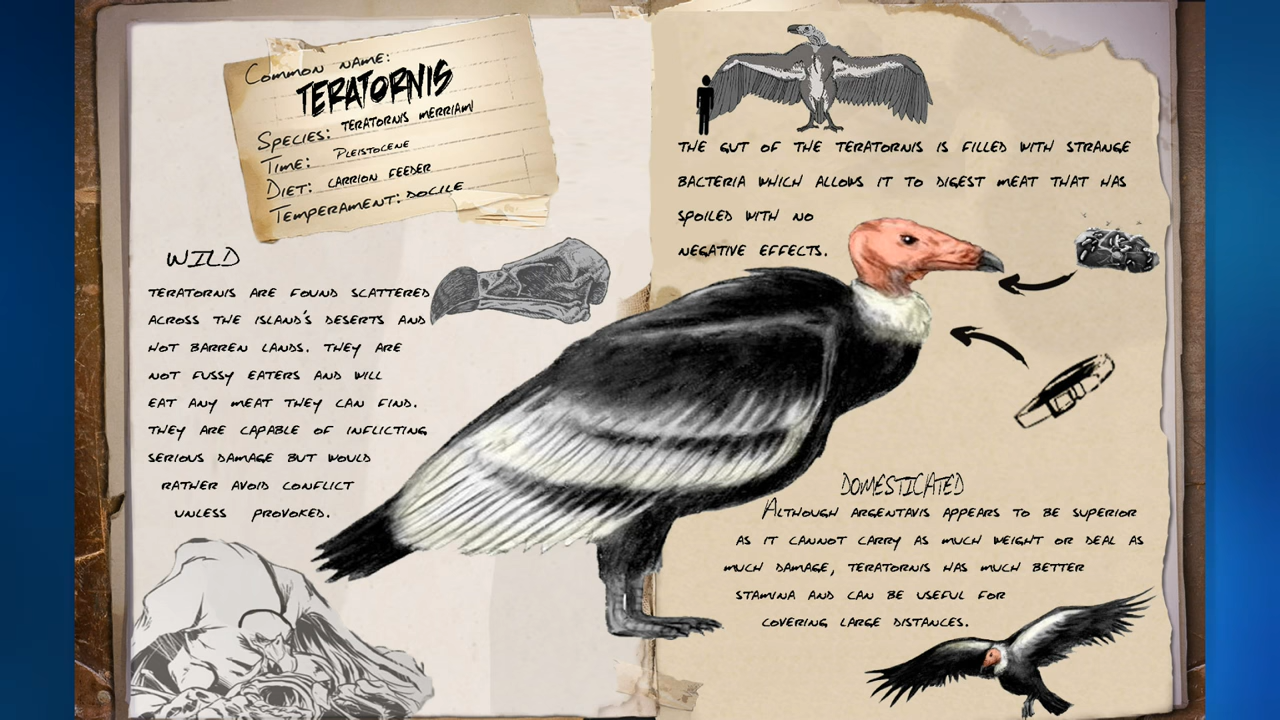 COMMON NAME:
TERATORNIS
SPECIES: TERATORNIS MERRIAMI
TIME: PLEISTOCENE
DIET: CARRION FEEDER
TEMPERAMENT: DOCILE
WILD
TERATORNIS ARE FOUND SCATTERED
ACROSS THE ISLAND'S DESERTS AND
HOT BARREN LANDS. THEY ARE
NOT FUSSY EATERS AND WILL
EAT ANY MEAT THEY CAN FIND.
THEY ARE CAPABLE OF INFLICTING
SERIOUS DAMAGE BUT WOULD
RATHER AVOID CONFLICT
UNLESS PROVOKED.
THE GUT OF THE TERATORNIS IS FILLED WITH STRANGE
BACTERIA WHICH ALLOWS IT TO DIGEST MEAT THAT HAS
SPOILED WITH NO
NEGATIVE EFFECTS.
DOMESTICATED
ALTHOUGH ARGENTAVIS APPEARS TO BE SUPERIOR
AS IT CANNOT CARRY AS MUCH WEIGHT OR DEAL AS
MUCH DAMAGE, TERATORNIS HAS MUCH BETTER
STAMINA AND CAN BE USEFUL FOR
COVERING LARGE DISTANCES.